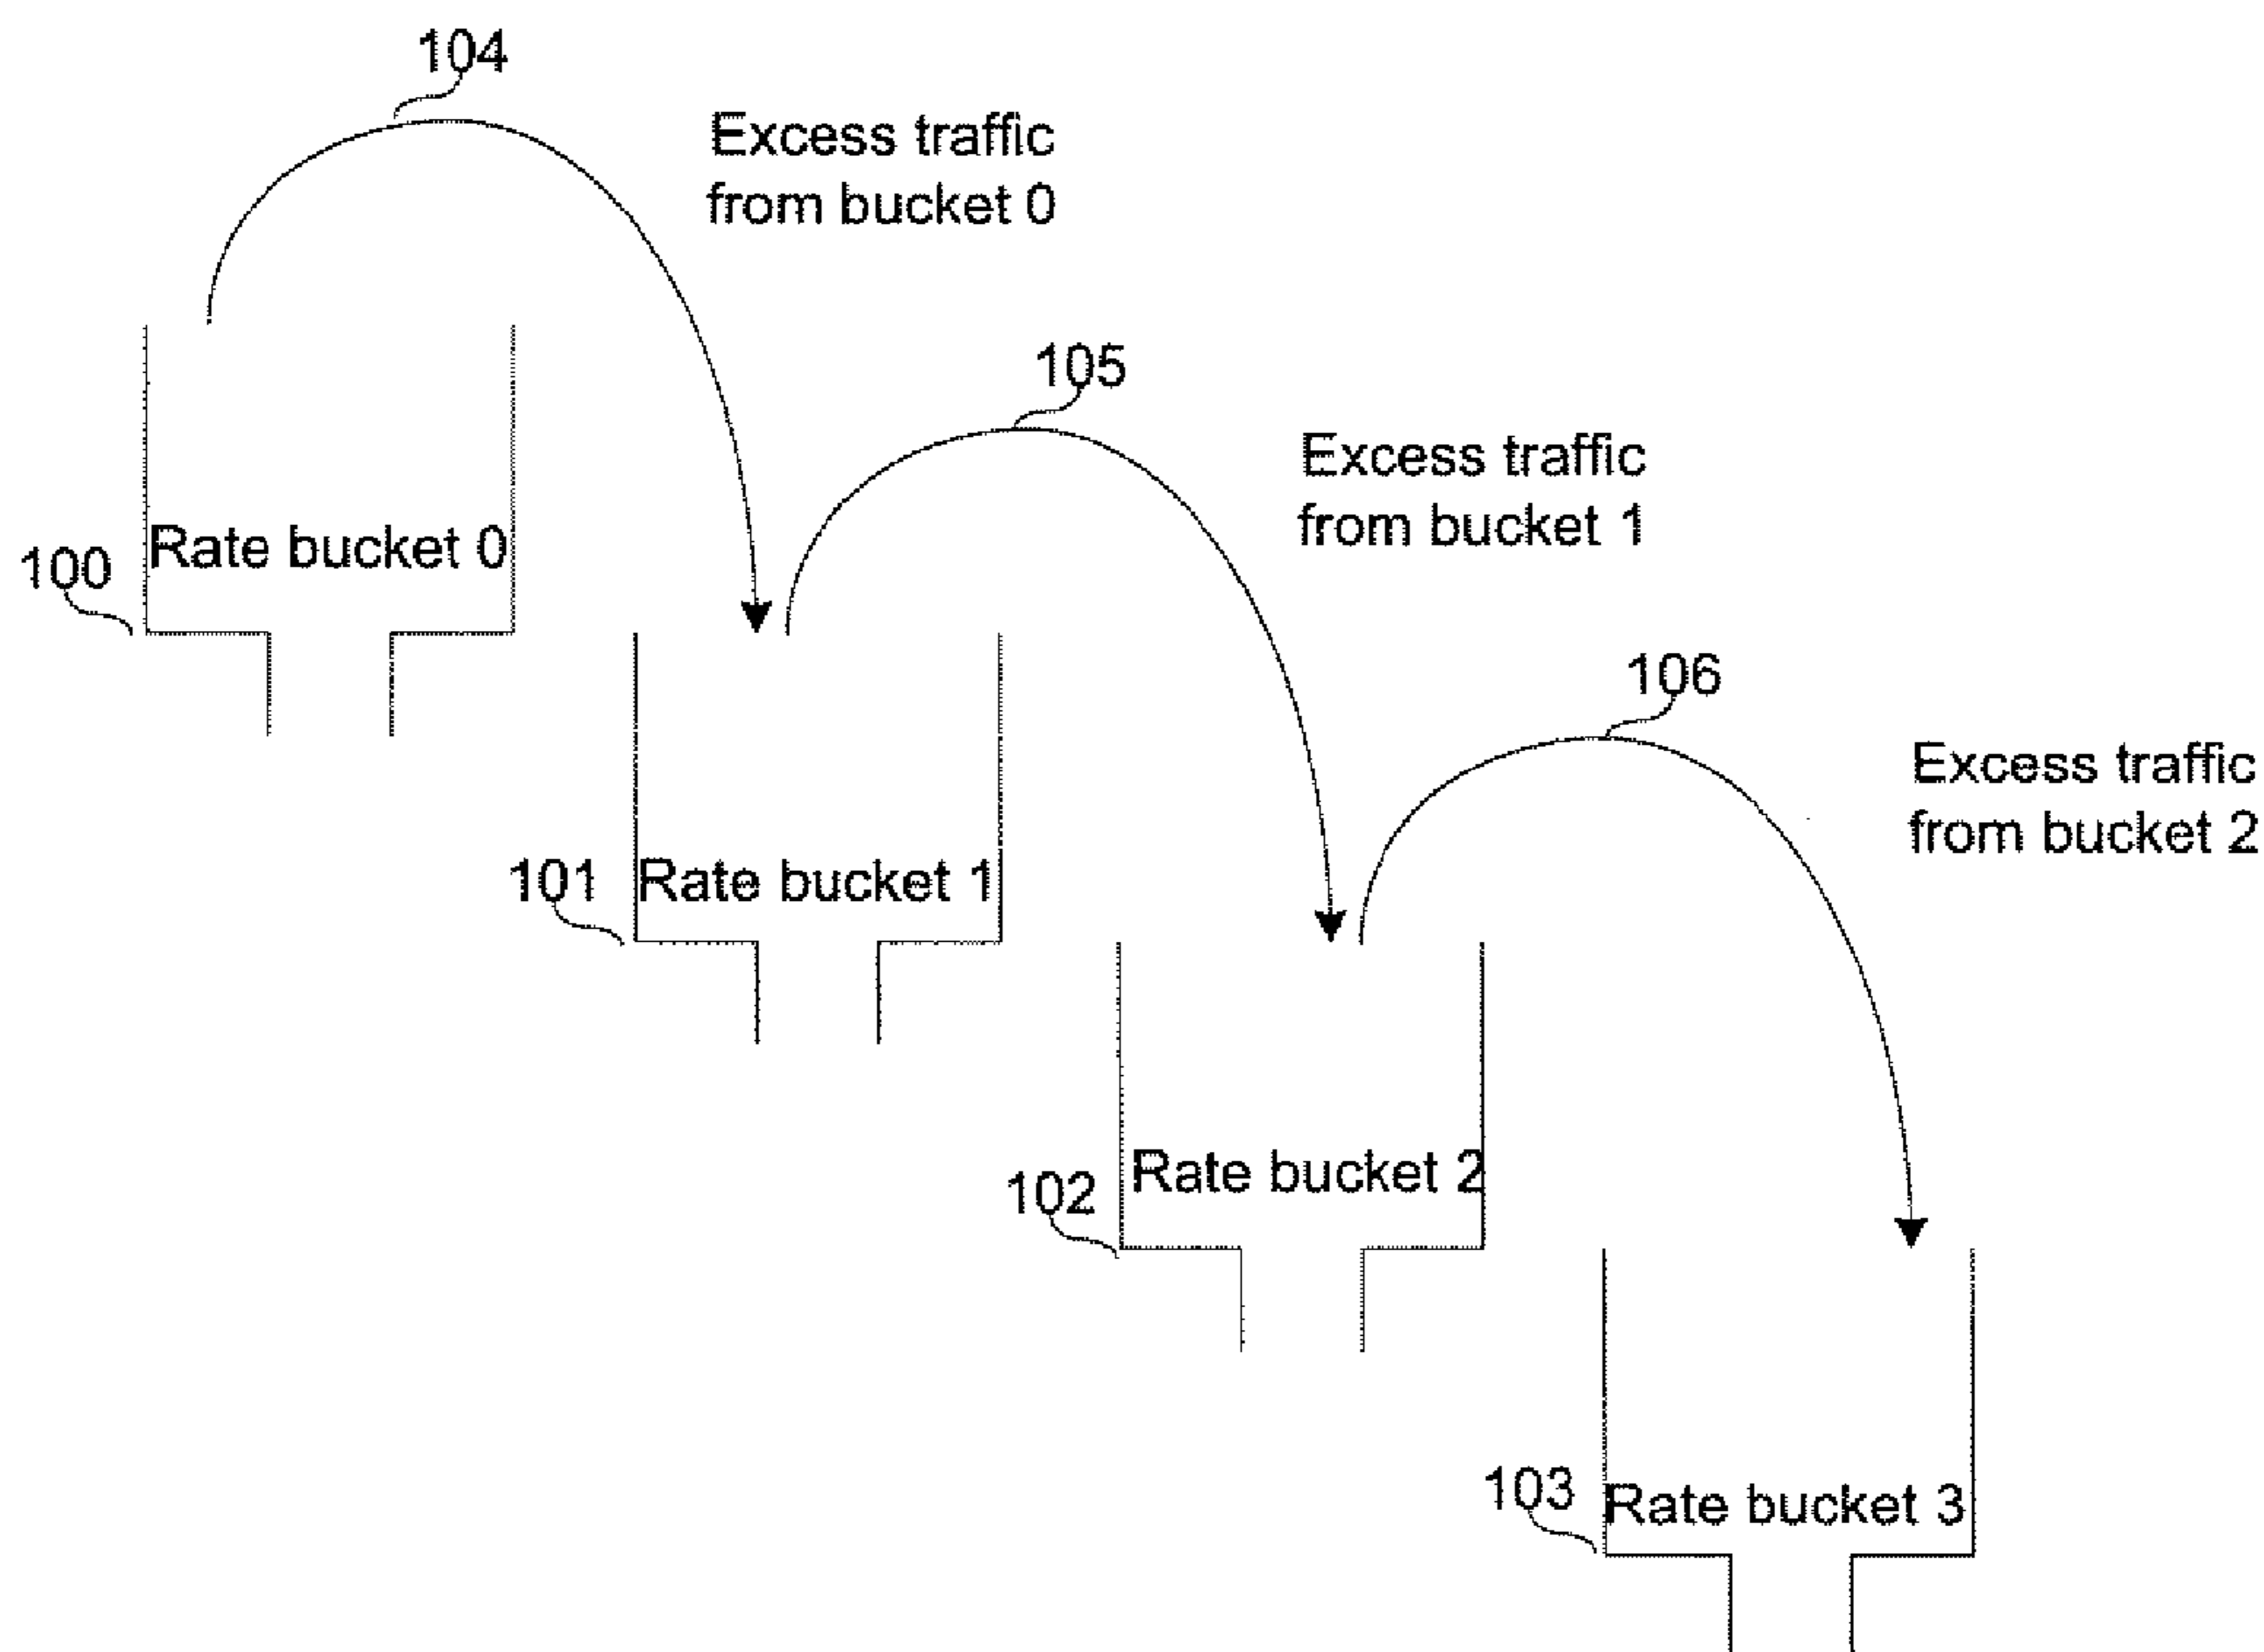 104
Excess traffic
from bucket 0
105
Excess traffic
from bucket 1
100
Rate bucket 0
106
Excess traffic
from bucket 2
101
Rate bucket 1
102
Rate bucket 2
103
Rate bucket 3